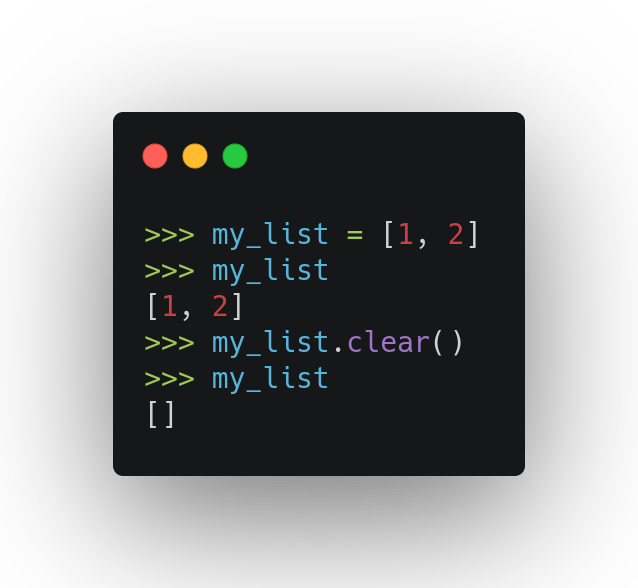 >>> my_list = [1, 2]
>>> my_list
[1, 2]
>>> my_list.clear()
>>> my_list
[]